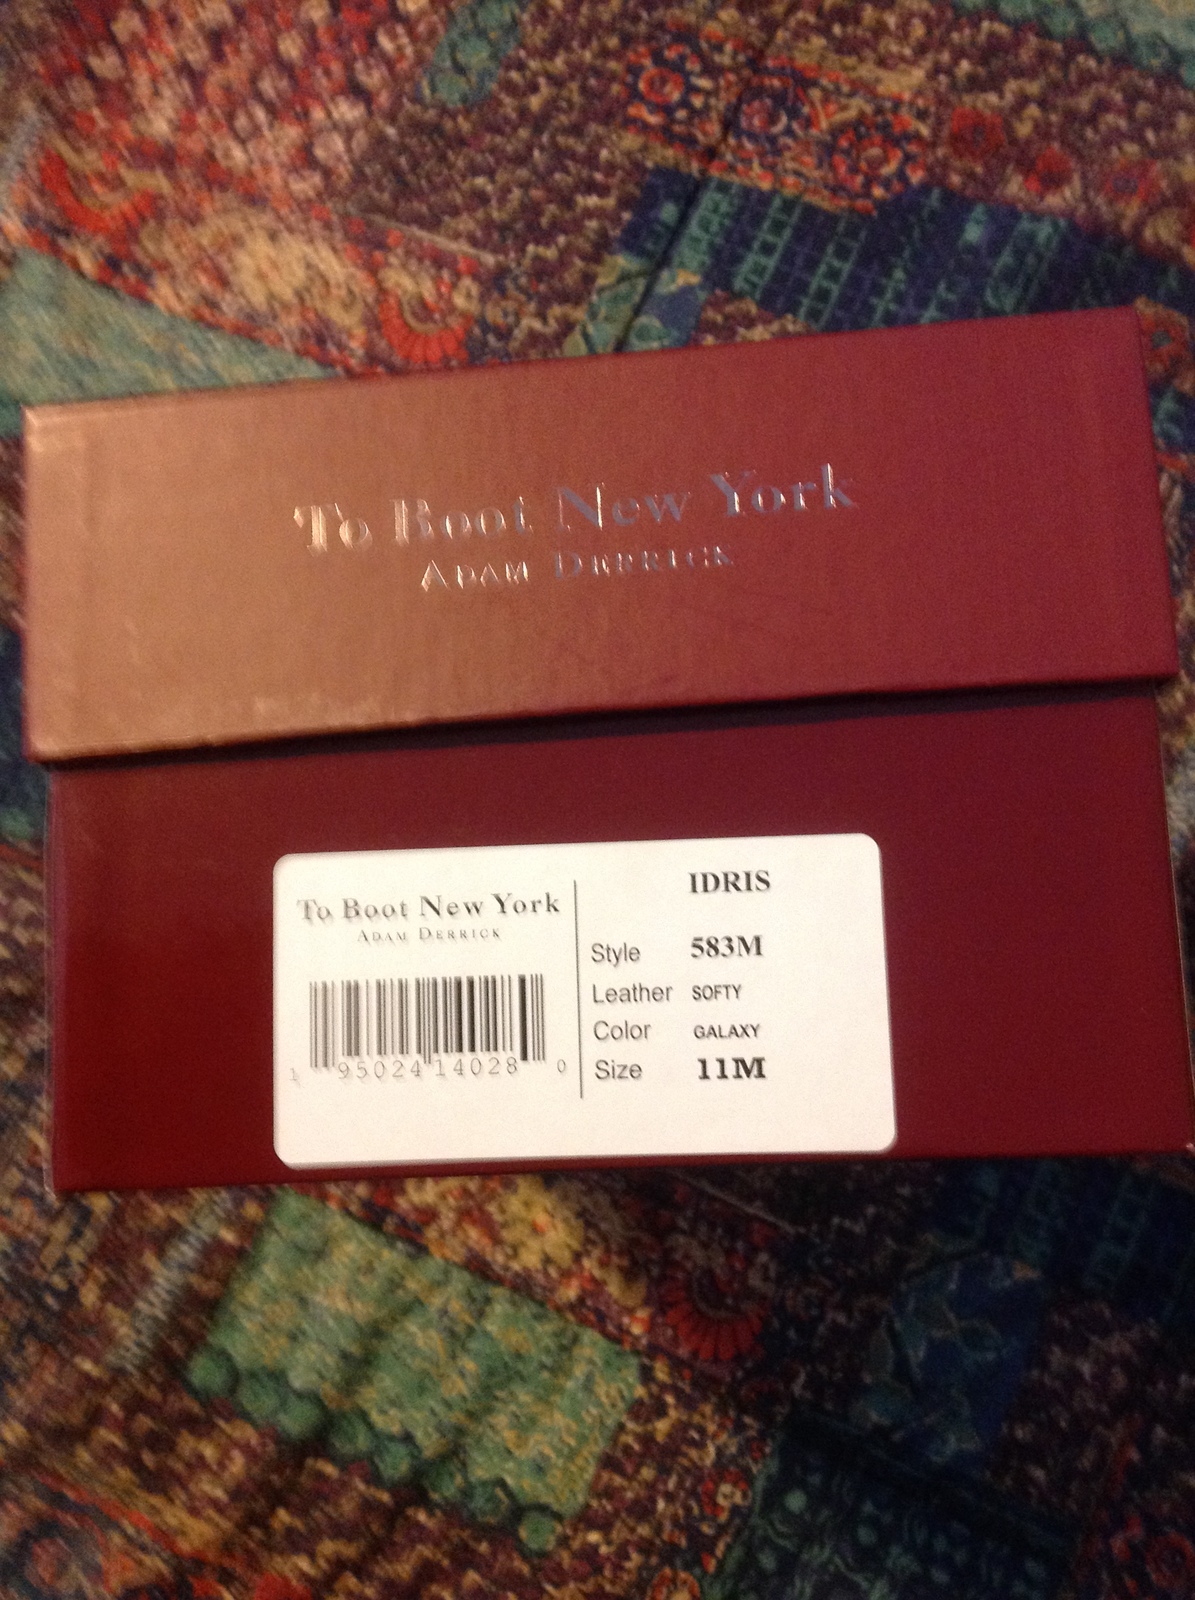 To Boot New York
ADAM DERRICK
To Boot New York
ADAM DERRICK
1 95024 14028 0
IDRIS
Style 583M
Leather SOFTY
Color GALAXY
Size 11M